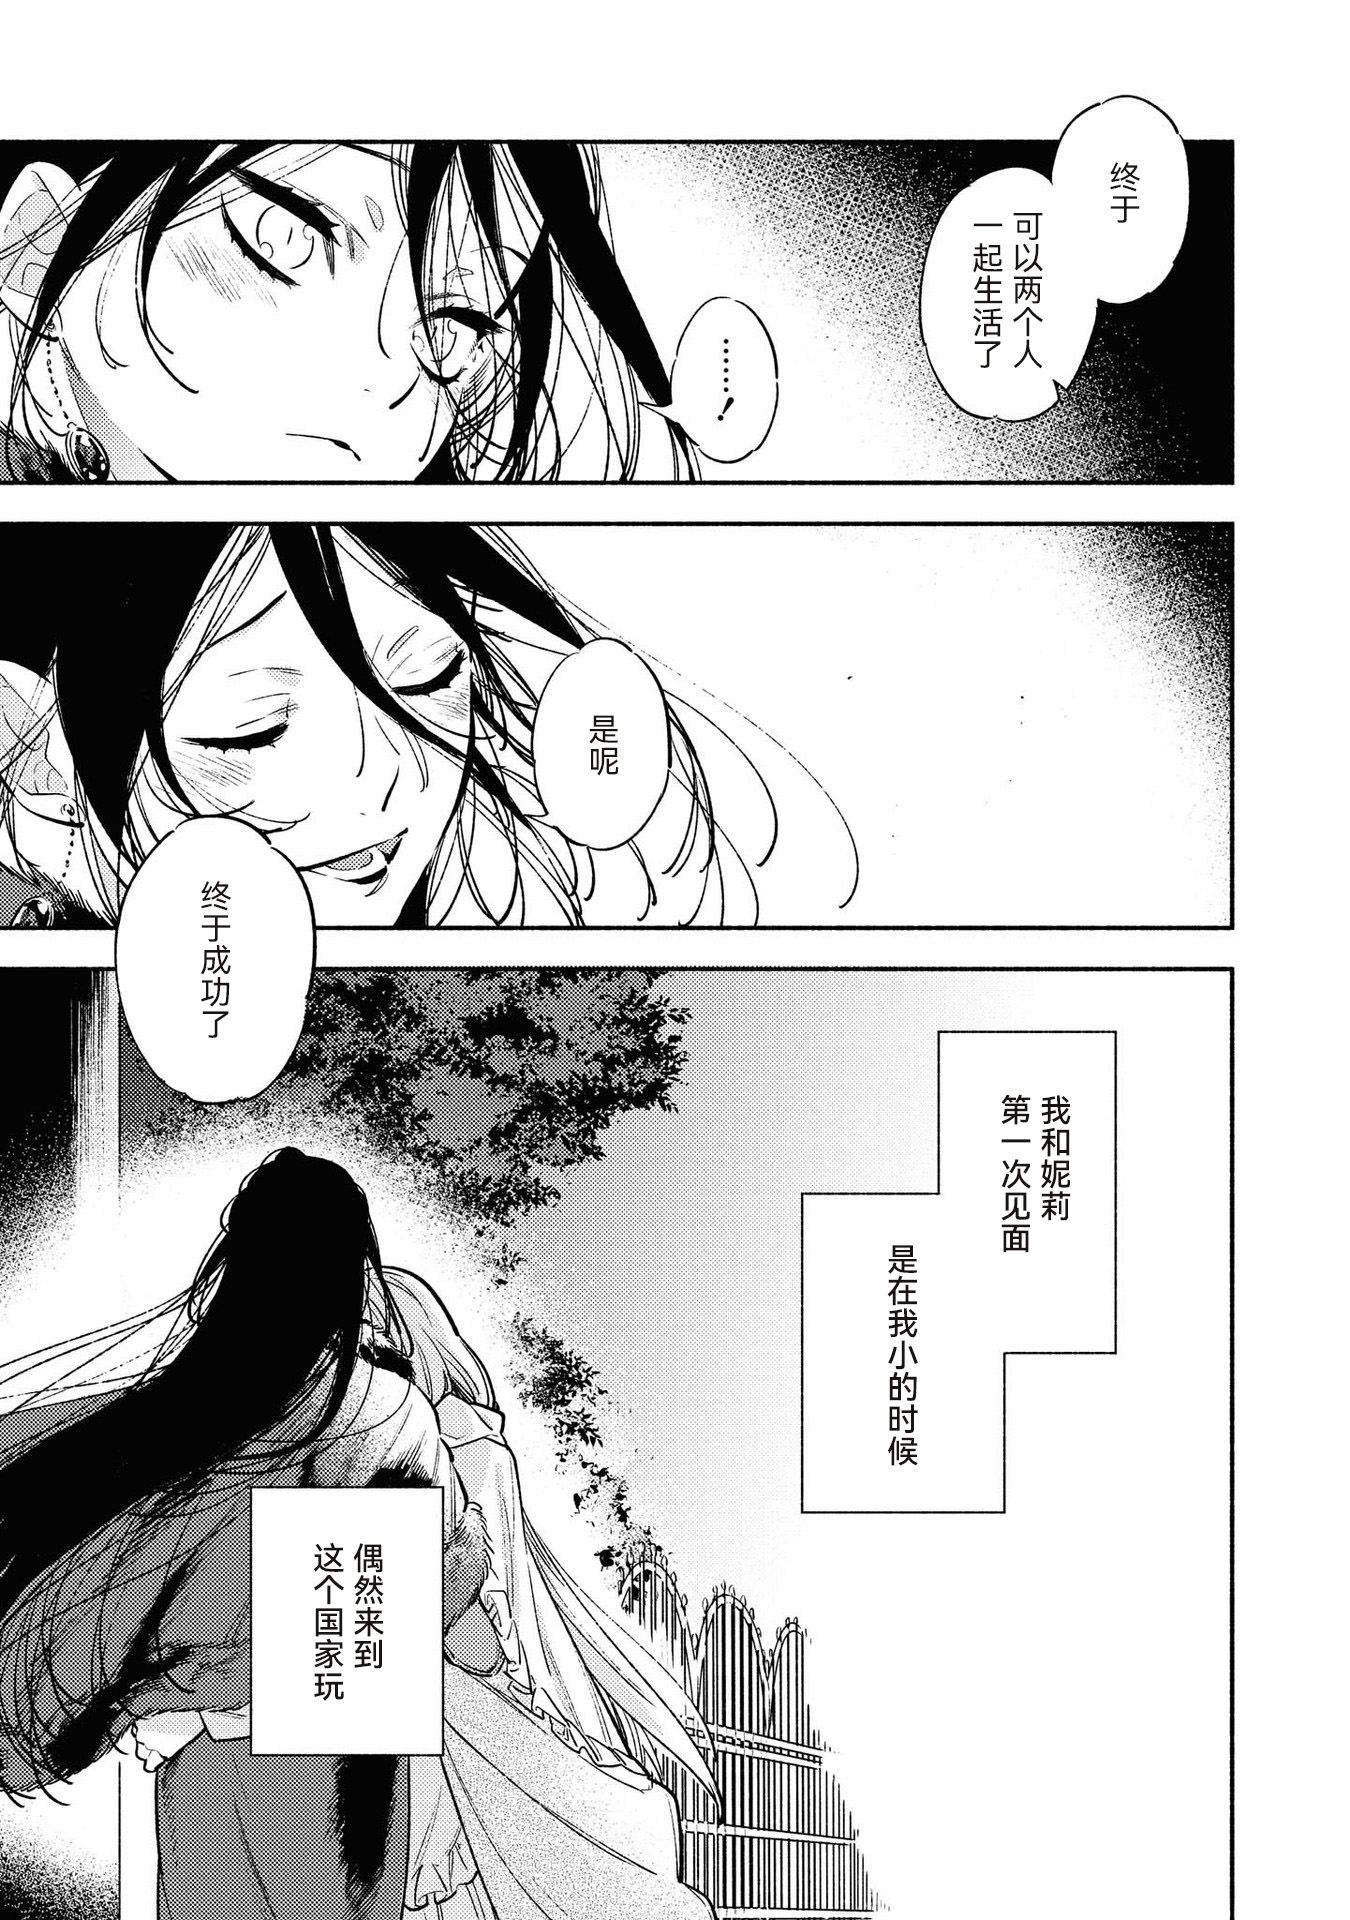 终于
可以两个人
一起生活了
……！
是呢
终于成功了
我和妮莉
第一次见面
是在我小的时候
偶然来到
这个国家玩